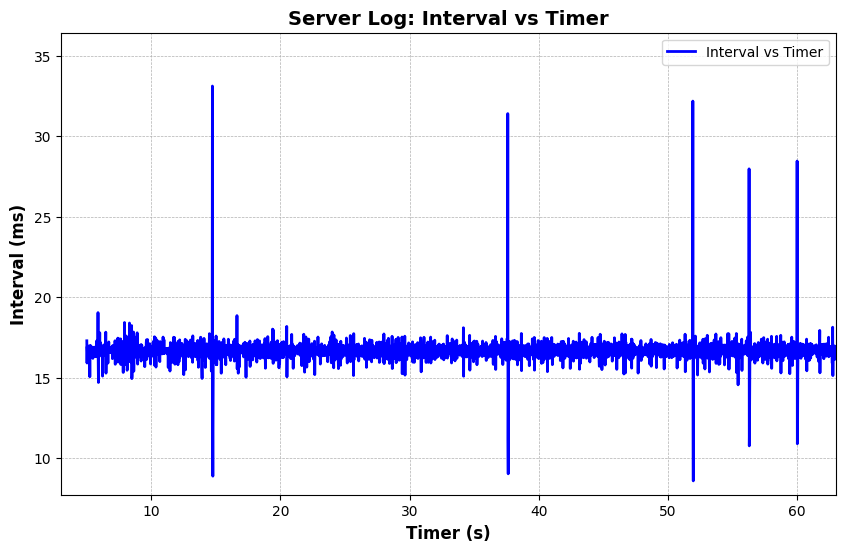 Server Log: Interval vs Timer
Interval vs Timer
35
30
25
20
15
10
Interval (ms)
10 20 30 40 50 60
Timer (s)